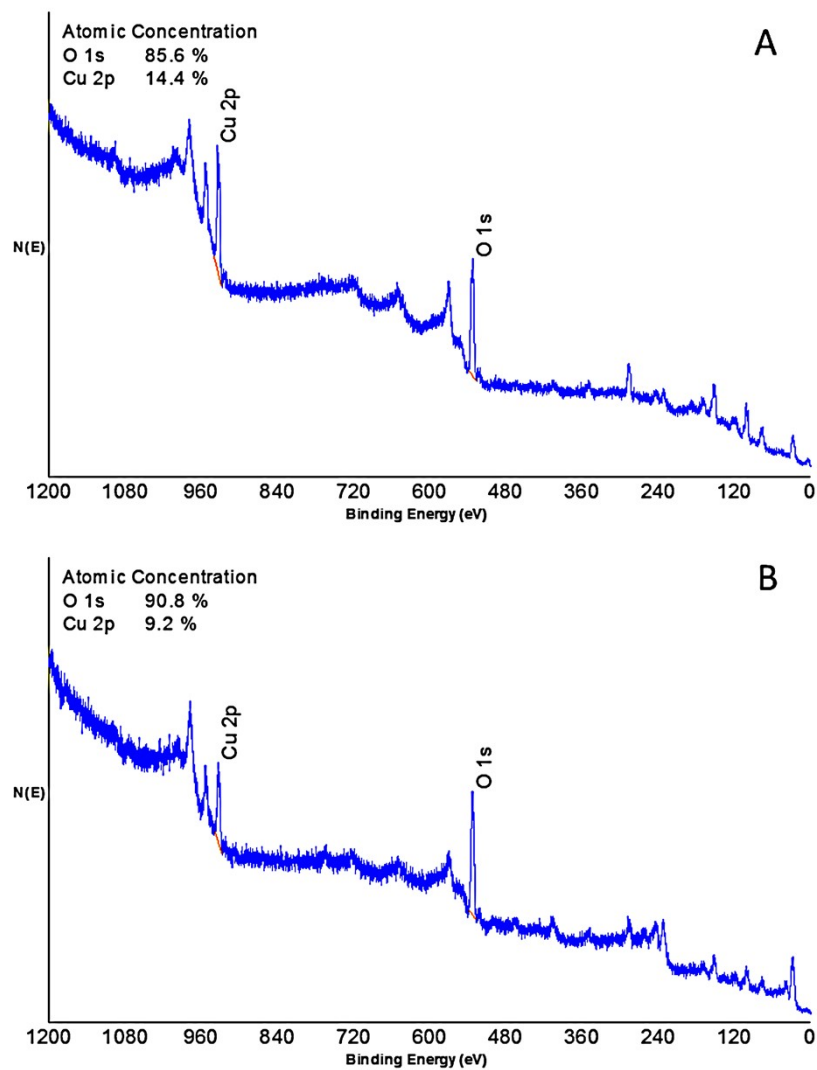 A
Atomic Concentration
O 1s 85.6 %
Cu 2p 14.4 %
Cu 2p
O 1s
N(E)
1200 1080 960 840 720 600 480 360 240 120 0
Binding Energy (eV)
B
Atomic Concentration
O 1s 90.8 %
Cu 2p 9.2 %
Cu 2p
O 1s
N(E)
1200 1080 960 840 720 600 480 360 240 120 0
Binding Energy (eV)